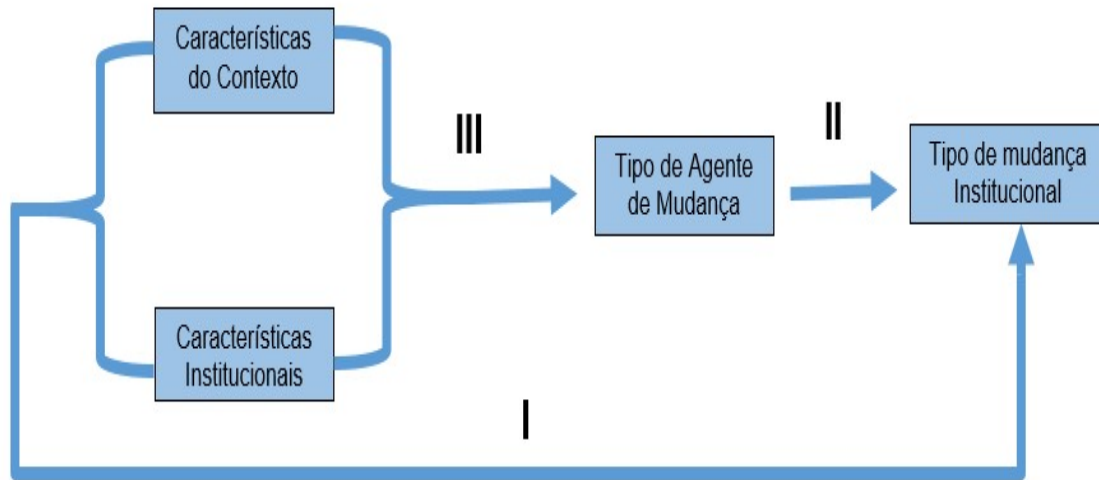 Características
do Contexto
III
Tipo de Agente
de Mudança
II
Tipo de mudança
Institucional
Características
Institucionais
I